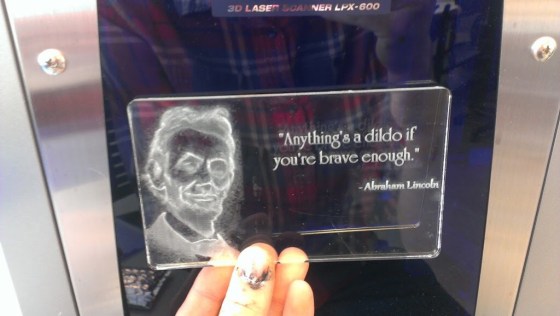 3D LASER SCANNER LPX-600
"Anything's a dildo if
you're brave enough."
- Abraham Lincoln